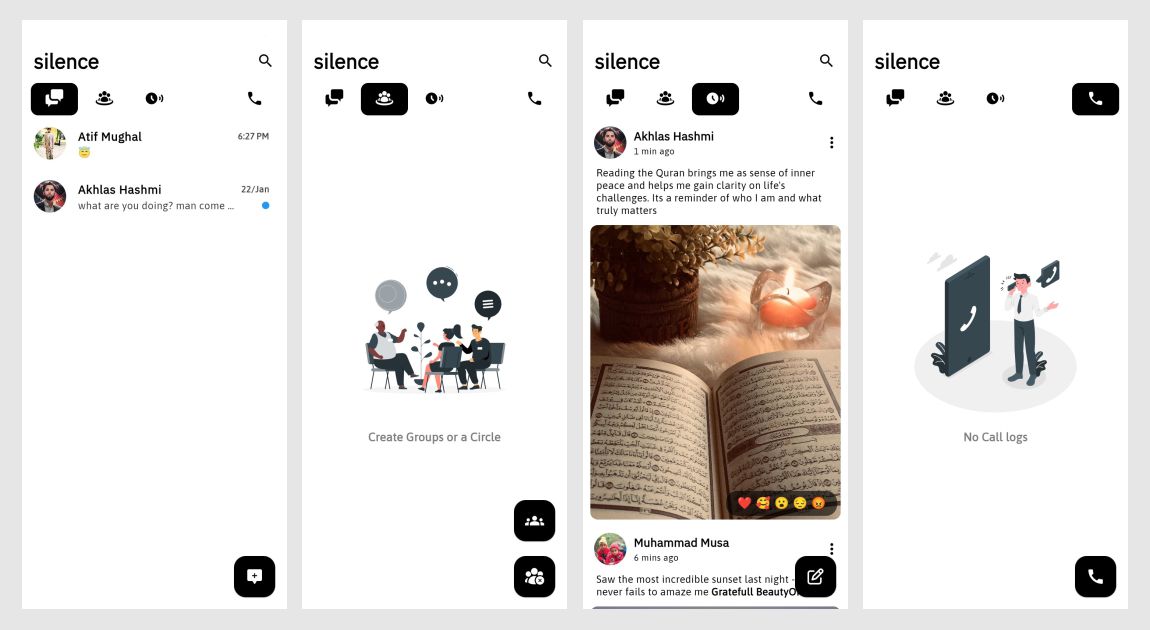 silence
Atif Mughal
6:27 PM
😇
Akhlas Hashmi
22/Jan
what are you doing? man come ...
silence
Create Groups or a Circle
silence
Akhlas Hashmi
1 min ago
Reading the Quran brings me as sense of inner
peace and helps me gain clarity on life's
challenges. Its a reminder of who I am and what
truly matters
❤️ 🥰 😮 😔 😡
Muhammad Musa
6 mins ago
Saw the most incredible sunset last night -
never fails to amaze me Gratefull BeautyO
silence
No Call logs